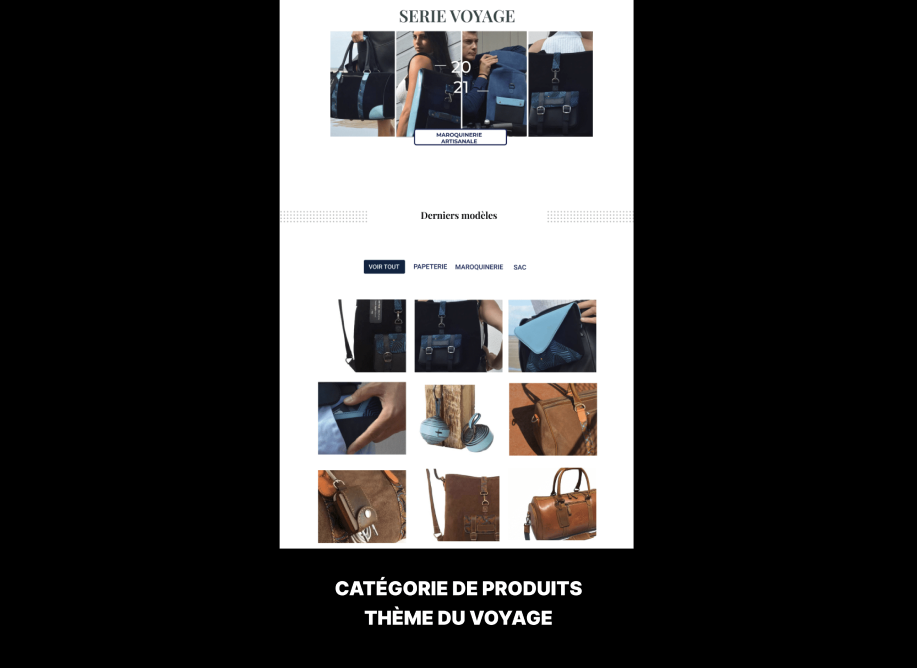 SERIE VOYAGE
20
21
MAROQUINERIE
ARTISANALE
Derniers modèles
VOIR TOUT PAPETERIE MAROQUINERIE SAC
CATÉGORIE DE PRODUITS
THÈME DU VOYAGE